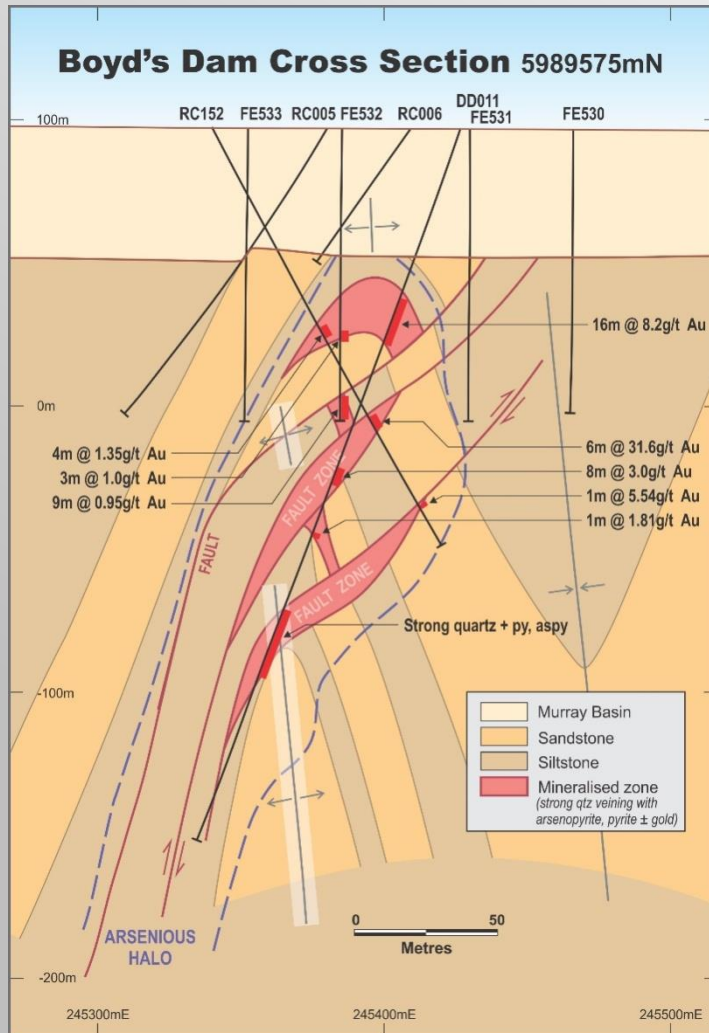 Boyd's Dam Cross Section 5989575mN
100m
RC152 FE533 RC005 FE532 RC006 DD011 FE531 FE530
16m @ 8.2g/t Au
0m
4m @ 1.35g/t Au
3m @ 1.0g/t Au
9m @ 0.95g/t Au
6m @ 31.6g/t Au
8m @ 3.0g/t Au
1m @ 5.54g/t Au
1m @ 1.81g/t Au
FAULT ZONE
FAULT
FAULT ZONE
Strong quartz + py, aspy
-100m
Murray Basin
Sandstone
Siltstone
Mineralised zone
(strong qtz veining with
arsenopyrite, pyrite ± gold)
ARSENIOUS
HALO
0 50
Metres
-200m
245300mE 245400mE 245500mE